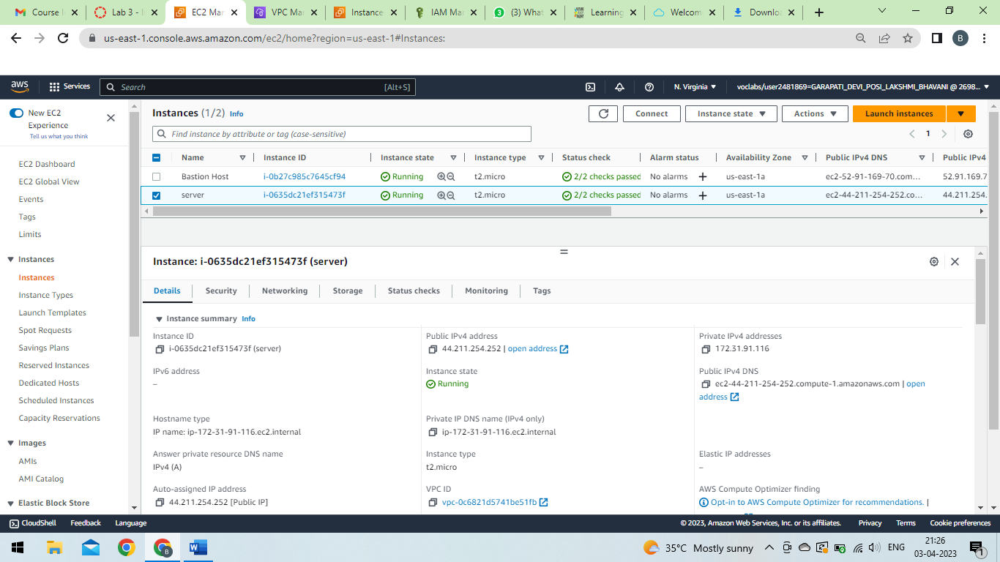 Course In
Lab 3 - I
EC2 Man
VPC Man
Instance
IAM Man
(3) What
Learning
Welcom
Downlo
us-east-1.console.aws.amazon.com/ec2/home?region=us-east-1#Instances:
B
aws
Services
Search
[Alt+S]
N. Virginia
voclabs/user2481869=GARAPATI_DEVI_POSI_LAKSHMI_BHAVANI @ 2698...
New EC2
Experience
Tell us what you think
EC2 Dashboard
EC2 Global View
Events
Tags
Limits
Instances
Instances
Instance Types
Launch Templates
Spot Requests
Savings Plans
Reserved Instances
Dedicated Hosts
Scheduled Instances
Capacity Reservations
Images
AMIs
AMI Catalog
Elastic Block Store
Instances (1/2) Info
Connect
Instance state
Actions
Launch instances
Find instance by attribute or tag (case-sensitive)
1
Name Instance ID Instance state Instance type Status check Alarm status Availability Zone Public IPv4 DNS Public IPv4
Bastion Host i-0b27c985c7645cf94 Running t2.micro 2/2 checks passed No alarms + us-east-1a ec2-52-91-169-70.com... 52.91.169.7
server i-0635dc21ef315473f Running t2.micro 2/2 checks passed No alarms + us-east-1a ec2-44-211-254-252.co... 44.211.254.
Instance: i-0635dc21ef315473f (server)
Details Security Networking Storage Status checks Monitoring Tags
Instance summary Info
Instance ID
i-0635dc21ef315473f (server)
Public IPv4 address
44.211.254.252 | open address
Private IPv4 addresses
172.31.91.116
IPv6 address
–
Instance state
Running
Public IPv4 DNS
ec2-44-211-254-252.compute-1.amazonaws.com | open
address
Hostname type
IP name: ip-172-31-91-116.ec2.internal
Private IP DNS name (IPv4 only)
ip-172-31-91-116.ec2.internal
Answer private resource DNS name
IPv4 (A)
Instance type
t2.micro
Elastic IP addresses
–
Auto-assigned IP address
44.211.254.252 [Public IP]
VPC ID
vpc-0c6821d5741be51fb
AWS Compute Optimizer finding
Opt-in to AWS Compute Optimizer for recommendations. |
CloudShell Feedback Language
© 2023, Amazon Web Services, Inc. or its affiliates. Privacy Terms Cookie preferences
35°C Mostly sunny
ENG
21:26
03-04-2023
1